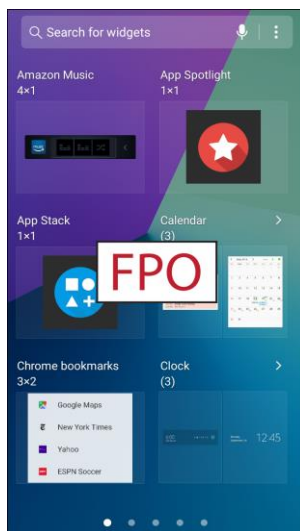 Search for widgets
Amazon Music
4×1
App Spotlight
1×1
App Stack
1×1
Calendar
(3)
FPO
Chrome bookmarks
3×2
Clock
(3)
Google Maps
New York Times
Yahoo
ESPN Soccer
12:45